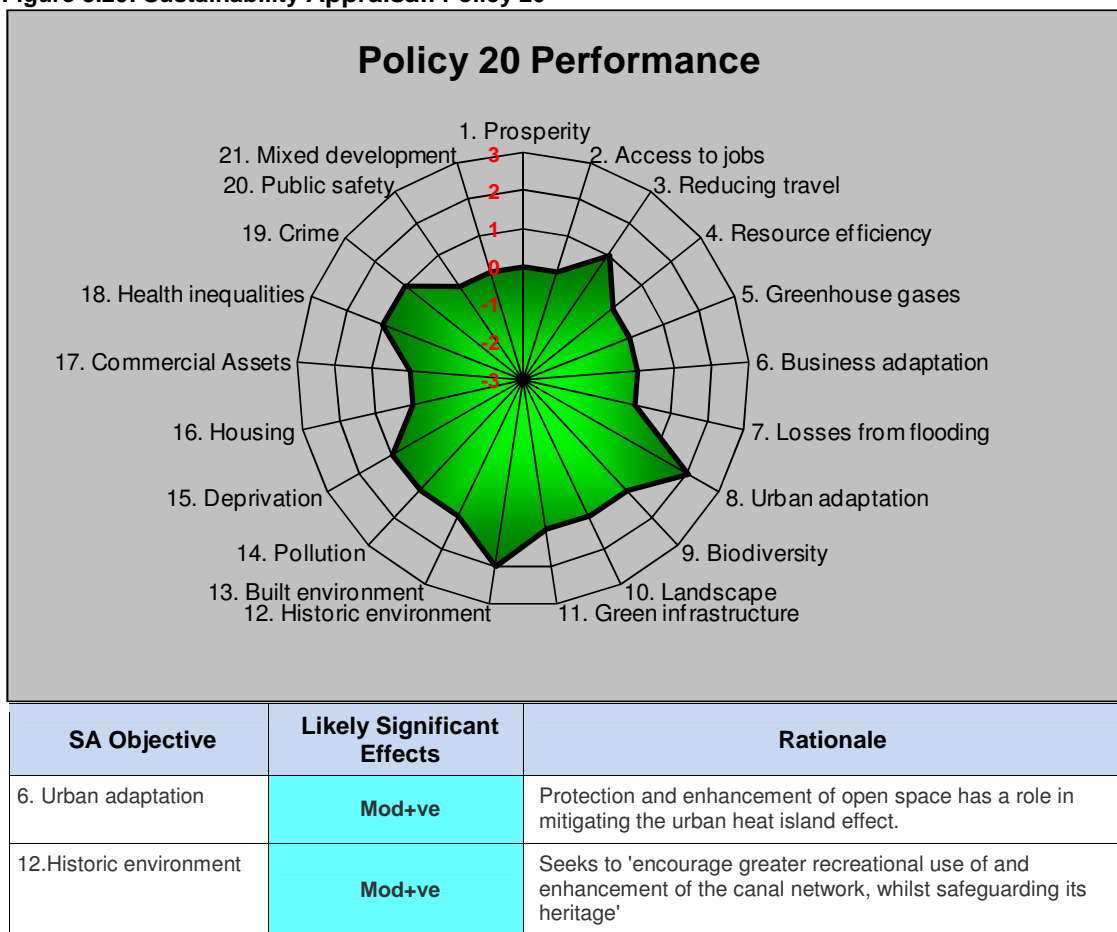 Policy 20 Performance
1. Prosperity
21. Mixed development
2. Access to jobs
20. Public safety
3. Reducing travel
19. Crime
4. Resource efficiency
18. Health inequalities
5. Greenhouse gases
17. Commercial Assets
6. Business adaptation
16. Housing
7. Losses from flooding
15. Deprivation
8. Urban adaptation
14. Pollution
9. Biodiversity
13. Built environment
10. Landscape
12. Historic environment
11. Green infrastructure
3
2
1
0
-1
-2
-3
SA Objective
Likely Significant
Effects
Rationale
6. Urban adaptation
Mod+ve
Protection and enhancement of open space has a role in
mitigating the urban heat island effect.
12.Historic environment
Mod+ve
Seeks to 'encourage greater recreational use of and
enhancement of the canal network, whilst safeguarding its
heritage'